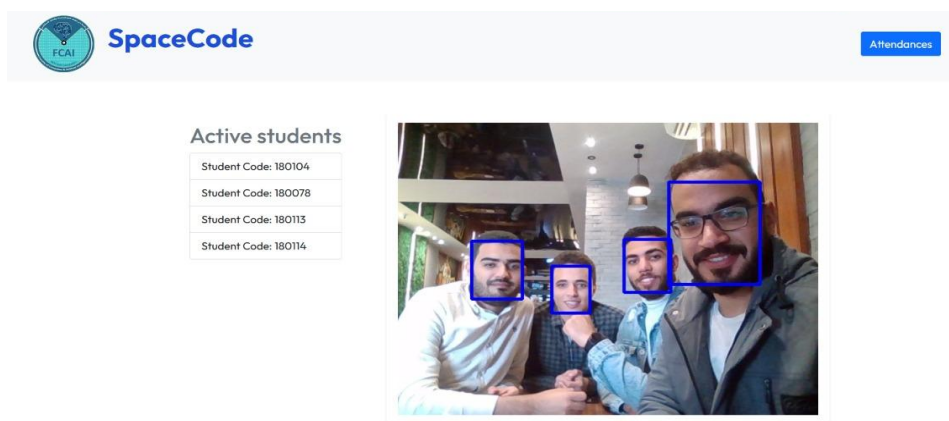 FCAI
SpaceCode
Attendances
Active students
Student Code: 180104
Student Code: 180078
Student Code: 180113
Student Code: 180114